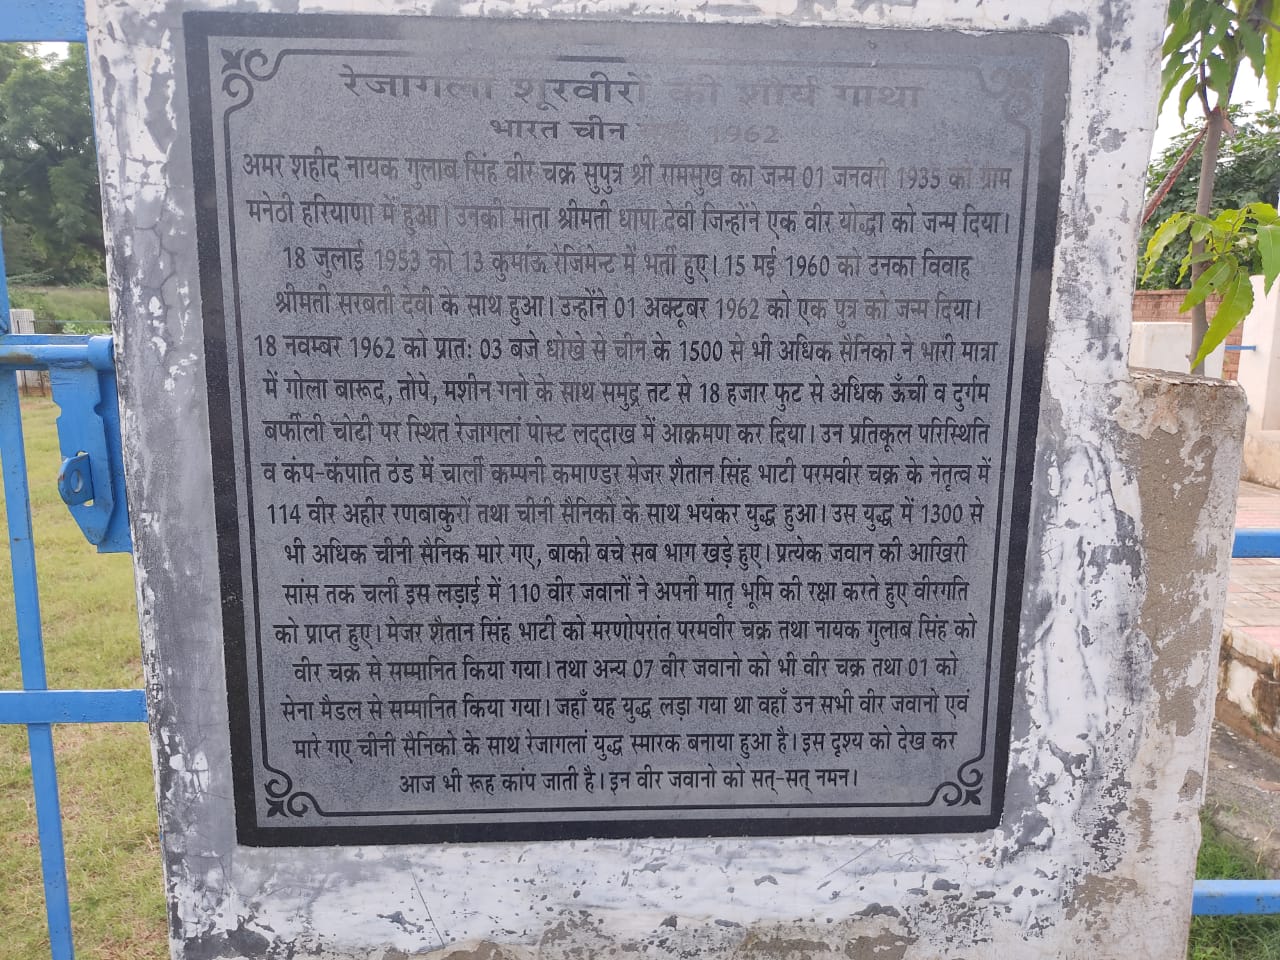 रेजागलां शूरवीरों की शौर्य गाथा
भारत चीन युद्ध 1962
अमर शहीद नायक गुलाब सिंह वीर चक्र सुपुत्र श्री रामसुख का जन्म 01 जनवरी 1935 को ग्राम
मनेठी हरियाणा में हुआ। उनकी माता श्रीमती धापा देवी जिन्होंने एक वीर योद्धा को जन्म दिया।
18 जुलाई 1953 को 13 कुमांऊ रेजिमेन्ट में भर्ती हुए। 15 मई 1960 को उनका विवाह
श्रीमती सरबती देवी के साथ हुआ। उन्होंने 01 अक्टूबर 1962 को एक पुत्र को जन्म दिया।
18 नवम्बर 1962 को प्रातः 03 बजे धोखे से चीन के 1500 से भी अधिक सैनिको ने भारी मात्रा
में गोला बारूद, तोपे, मशीन गनो के साथ समुद्र तट से 18 हजार फुट से अधिक ऊँची व दुर्गम
बर्फीली चोटी पर स्थित रेजागलां पोस्ट लद्दाख में आक्रमण कर दिया। उन प्रतिकूल परिस्थिति
व कंप-कंपाति ठंड में चार्ली कम्पनी कमाण्डर मेजर शैतान सिंह भाटी परमवीर चक्र के नेतृत्व में
114 वीर अहीर रणबाकुरों तथा चीनी सैनिको के साथ भयंकर युद्ध हुआ। उस युद्ध में 1300 से
भी अधिक चीनी सैनिक मारे गए, बाकी बचे सब भाग खड़े हुए। प्रत्येक जवान की आखिरी
सांस तक चली इस लड़ाई में 110 वीर जवानों ने अपनी मातृ भूमि की रक्षा करते हुए वीरगति
को प्राप्त हुए। मेजर शैतान सिंह भाटी को मरणोपरांत परमवीर चक्र तथा नायक गुलाब सिंह को
वीर चक्र से सम्मानित किया गया। तथा अन्य 07 वीर जवानो को भी वीर चक्र तथा 01 को
सेना मैडल से सम्मानित किया गया। जहाँ यह युद्ध लड़ा गया था वहाँ उन सभी वीर जवानो एवं
मारे गए चीनी सैनिको के साथ रेजागलां युद्ध स्मारक बनाया हुआ है। इस दृश्य को देख कर
आज भी रूह कांप जाती है। इन वीर जवानो को सत्-सत् नमन।